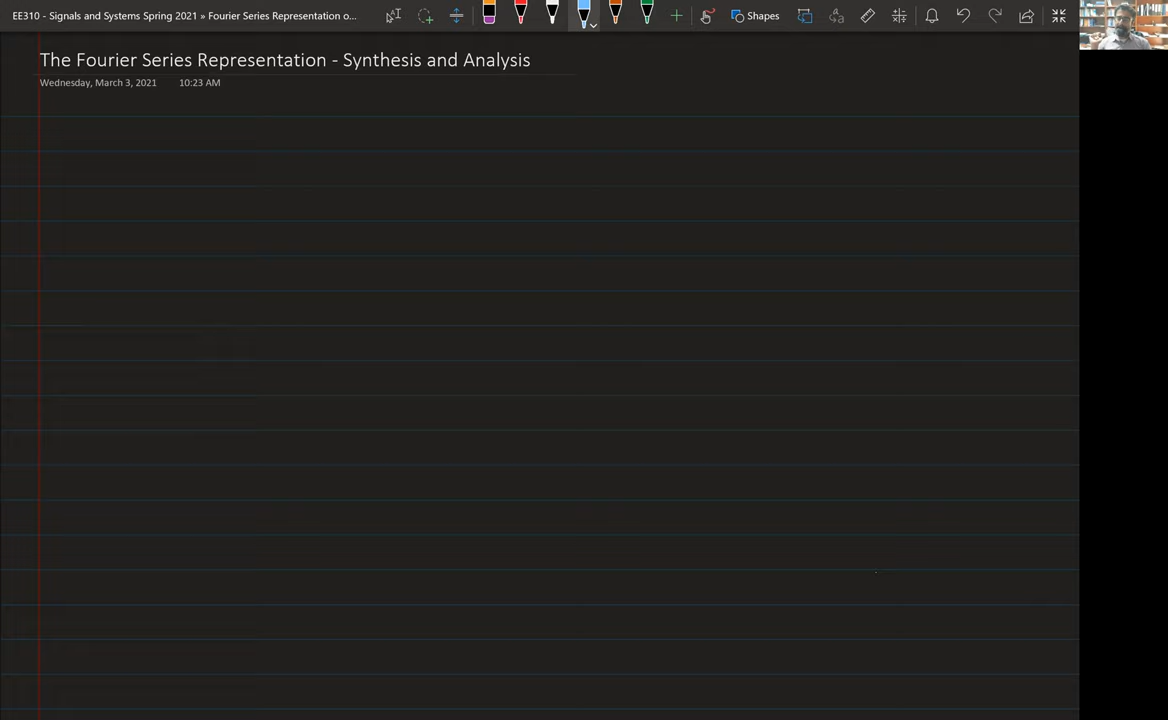 EE310 - Signals and Systems Spring 2021 » Fourier Series Representation o...
Shapes
The Fourier Series Representation - Synthesis and Analysis
Wednesday, March 3, 2021 10:23 AM